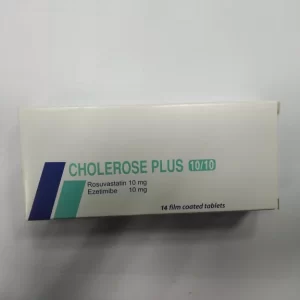 CHOLEROSE PLUS 10/10
Rosuvastatin 10 mg
Ezetimibe 10 mg
14 film coated tablets